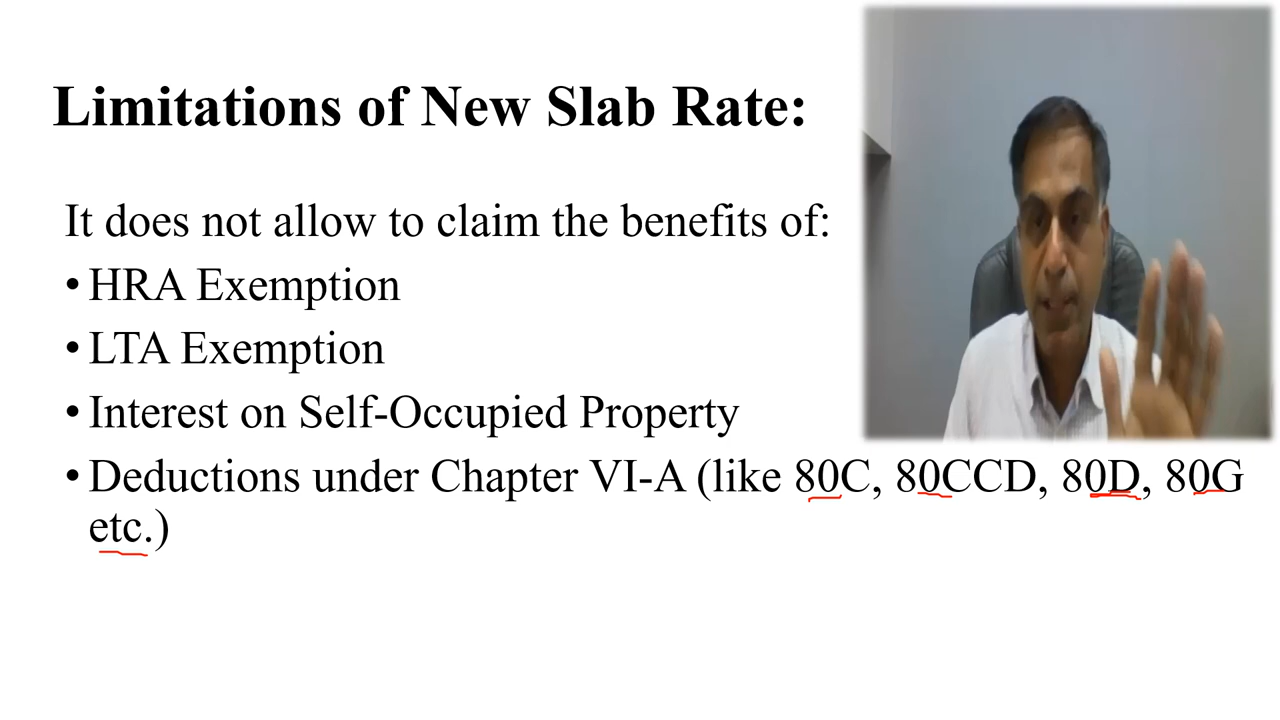 Limitations of New Slab Rate:
It does not allow to claim the benefits of:
• HRA Exemption
• LTA Exemption
• Interest on Self-Occupied Property
• Deductions under Chapter VI-A (like 80C, 80CCD, 80D, 80G
etc.)